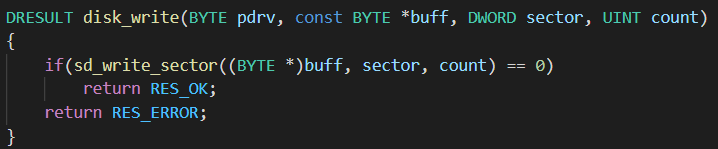 DRESULT disk_write(BYTE pdrv, const BYTE *buff, DWORD sector, UINT count)
{
    if(sd_write_sector((BYTE *)buff, sector, count) == 0)
        return RES_OK;
    return RES_ERROR;
}